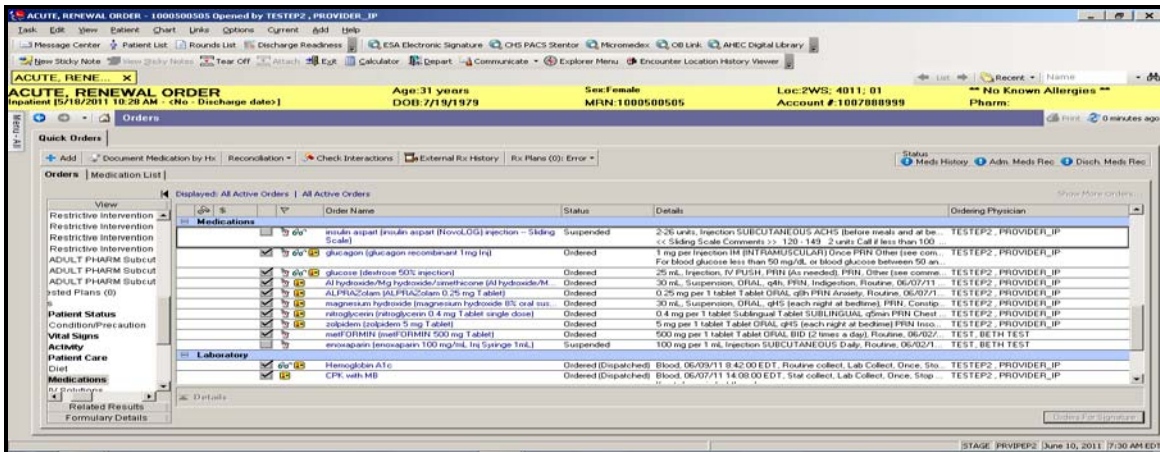 ACUTE, RENEWAL ORDER - 1000500505 Opened by TESTEP2 , PROVIDER_IP
Task Edit View Patient Chart Links Options Current Add Help
Message Center Patient List Rounds List Discharge Readiness ESA Electronic Signature CHS PACS Stentor Micromedex OB Link AHEC Digital Library
New Sticky Note View Sticky Notes Tear Off Attach Exit Calculator Depart Communicate Explorer Menu Encounter Location History Viewer
ACUTE, RENE... × List Recent Name
ACUTE, RENEWAL ORDER Age:31 years Sex:Female Loc:2WS; 4011; 01 ** No Known Allergies **
Inpatient [5/18/2011 10:28 AM - <No - Discharge date>] DOB:7/19/1979 MRN:1000500505 Account #:1007888999 Pharm:
Menu - All
Orders Print 0 minutes ago
Quick Orders
Add Document Medication by Hx Reconciliation Check Interactions External Rx History Rx Plans (0): Error
Status
Meds History Adm. Meds Rec Disch. Meds Rec
Orders Medication List
Displayed: All Active Orders | All Active Orders Show More Orders...
View
Restrictive Intervention
Restrictive Intervention
Restrictive Intervention
Restrictive Intervention
ADULT PHARM Subcut
Restrictive Intervention
ADULT PHARM Subcut
ested Plans (0)
s
Patient Status
Condition/Precaution
Vital Signs
Activity
Patient Care
Diet
Medications
IV Solutions
Related Results
Formulary Details
$ Order Name Status Details Ordering Physician
Medications
insulin aspart (insulin aspart (NovoLOG) injection – Sliding Scale) Suspended 2-26 units, Injection SUBCUTANEOUS ACHS (before meals and at be... TESTEP2 , PROVIDER_IP
<< Sliding Scale Comments >> 120 - 149 2 units Call if less than 100 ...
glucagon (glucagon recombinant 1mg Inj) Ordered 1 mg per Injection IM (INTRAMUSCULAR) Once PRN Other (see com... TESTEP2 , PROVIDER_IP
For blood glucose less than 50 mg/dL or blood glucose between 50 an...
glucose (dextrose 50% injection) Ordered 25 mL, Injection, IV PUSH, PRN (As needed), PRN, Other (see comme... TESTEP2 , PROVIDER_IP
Al hydroxide/Mg hydroxide/simethicone (Al hydroxide/M... Ordered 30 mL, Suspension, ORAL, q4h, PRN, Indigestion, Routine, 06/07/11 ... TESTEP2 , PROVIDER_IP
ALPRAZolam (ALPRAZolam 0.25 mg Tablet) Ordered 0.25 mg per 1 tablet Tablet ORAL, q8h PRN Anxiety, Routine, 06/07/1... TESTEP2 , PROVIDER_IP
magnesium hydroxide (magnesium hydroxide 8% oral sus... Ordered 30 mL, Suspension, ORAL, qHS (each night at bedtime), PRN, Constip... TESTEP2 , PROVIDER_IP
nitroglycerin (nitroglycerin 0.4 mg Tablet single dose) Ordered 0.4 mg per 1 tablet Sublingual Tablet SUBLINGUAL q5min PRN Chest ... TESTEP2 , PROVIDER_IP
zolpidem (zolpidem 5 mg Tablet) Ordered 5 mg per 1 tablet Tablet ORAL qHS (each night at bedtime) PRN Inso... TESTEP2 , PROVIDER_IP
metFORMIN (metFORMIN 500 mg Tablet) Ordered 500 mg per 1 tablet Tablet ORAL BID (2 times a day), Routine, 06/02/... TEST, BETH TEST
enoxaparin (enoxaparin 100 mg/mL Inj Syringe 1mL) Suspended 100 mg per 1 mL Injection SUBCUTANEOUS Daily, Routine, 06/02/1... TEST, BETH TEST
Laboratory
Hemoglobin A1c Ordered (Dispatched) Blood, 06/09/11 8:42:00 EDT, Routine collect, Lab Collect, Once, Sto... TESTEP2 , PROVIDER_IP
CPK with MB Ordered (Dispatched) Blood, 06/07/11 14:08:00 EDT, Stat collect, Lab Collect, Once, Stop ... TESTEP2 , PROVIDER_IP
Details
Orders For Signature
STAGE PRVIPEP2 June 10, 2011 7:30 AM EDT